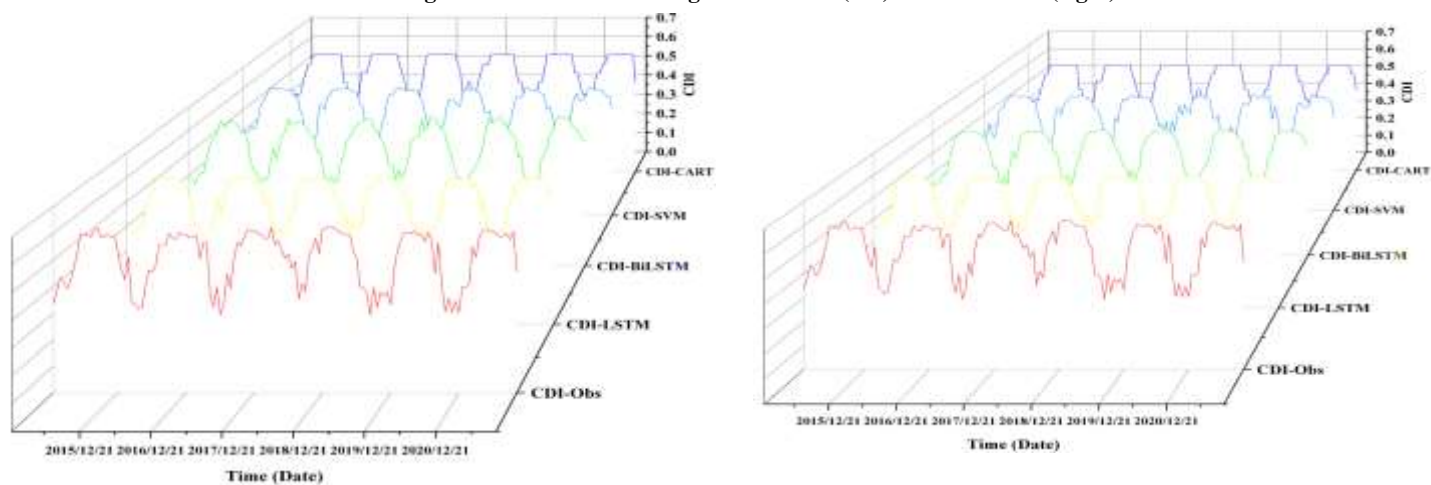 0.7
0.6
0.5
0.4
0.3
0.2
0.1
0.0
CDI
CDI-CART
CDI-SVM
CDI-BiLSTM
CDI-LSTM
CDI-Obs
2015/12/21 2016/12/21 2017/12/21 2018/12/21 2019/12/21 2020/12/21
Time (Date)
0.7
0.6
0.5
0.4
0.3
0.2
0.1
0.0
CDI
CDI-CART
CDI-SVM
CDI-BiLSTM
CDI-LSTM
CDI-Obs
2015/12/21 2016/12/21 2017/12/21 2018/12/21 2019/12/21 2020/12/21
Time (Date)